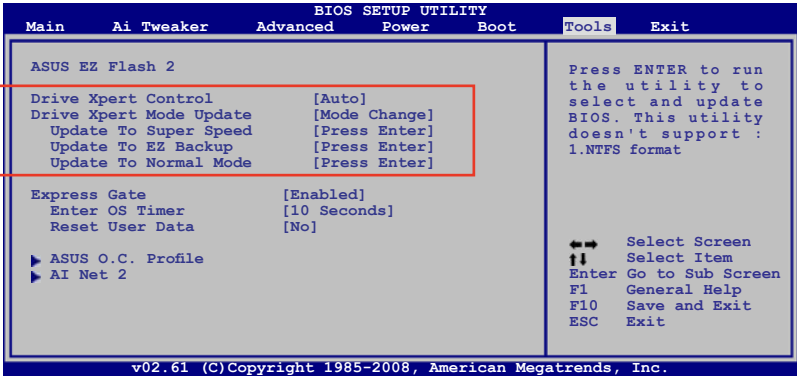 BIOS SETUP UTILITY
Main Ai Tweaker Advanced Power Boot Tools Exit
ASUS EZ Flash 2
Drive Xpert Control [Auto]
Drive Xpert Mode Update [Mode Change]
Update To Super Speed [Press Enter]
Update To EZ Backup [Press Enter]
Update To Normal Mode [Press Enter]
Express Gate [Enabled]
Enter OS Timer [10 Seconds]
Reset User Data [No]
ASUS O.C. Profile
AI Net 2
Press ENTER to run
the utility to
select and update
BIOS. This utility
doesn't support :
1.NTFS format
Select Screen
Select Item
Enter Go to Sub Screen
F1 General Help
F10 Save and Exit
ESC Exit
v02.61 (C)Copyright 1985-2008, American Megatrends, Inc.